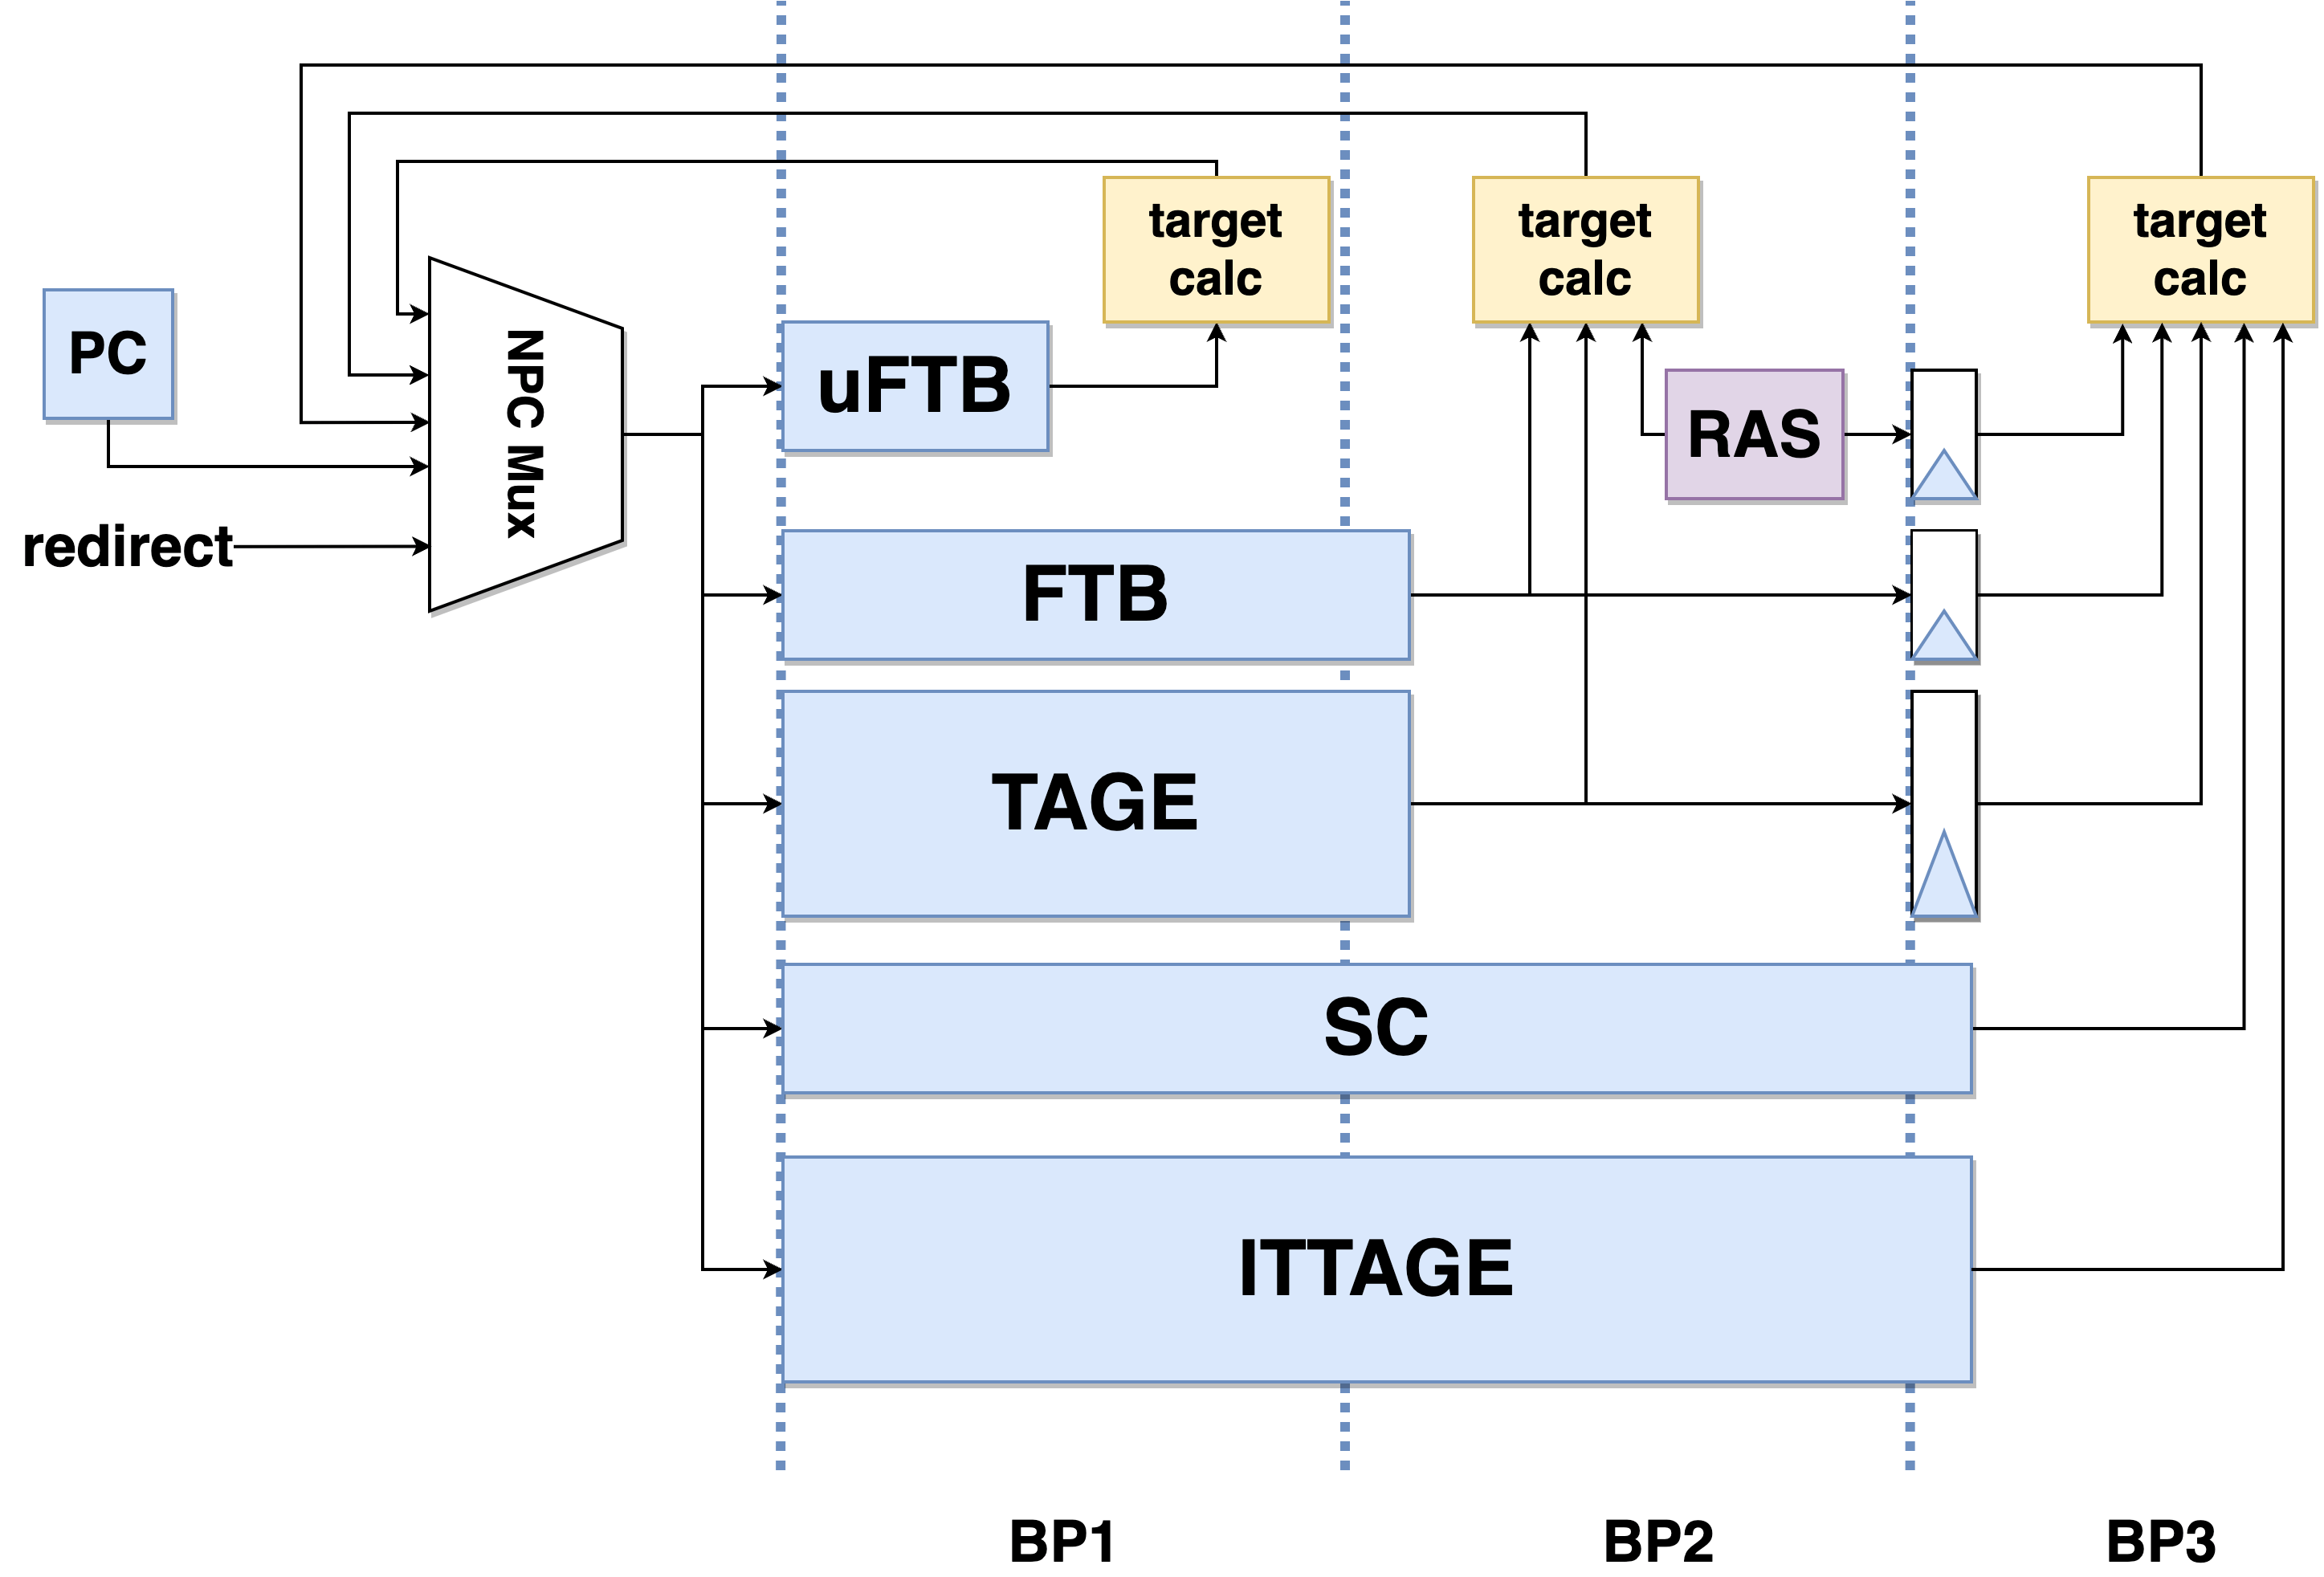 target
calc
target
calc
target
calc
PC
NPC Mux
uFTB
RAS
redirect
FTB
TAGE
SC
ITTAGE
BP1
BP2
BP3